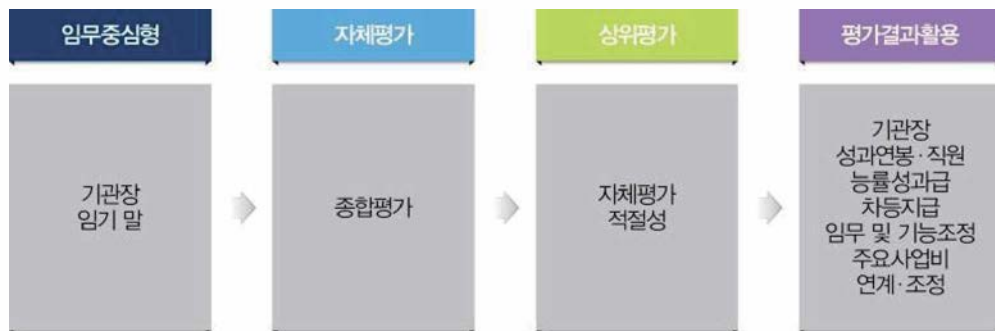 임무중심형
자체평가
상위평가
평가결과활용
기관장
임기 말
종합평가
자체평가
적절성
기관장
성과연봉·직원
능률성과급
차등지급
임무 및 기능조정
주요사업비
연계·조정